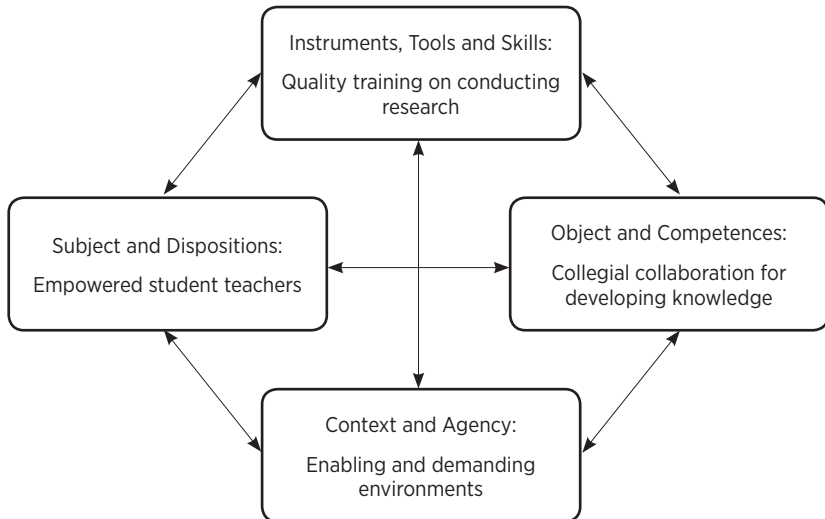 Instruments, Tools and Skills:
Quality training on conducting
research
Subject and Dispositions:
Empowered student teachers
Object and Competences:
Collegial collaboration for
developing knowledge
Context and Agency:
Enabling and demanding
environments